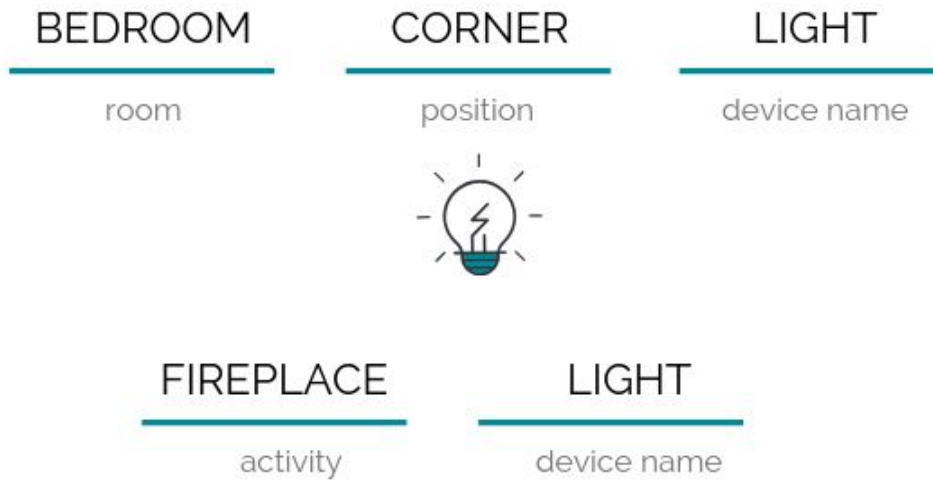 BEDROOM CORNER LIGHT
room position device name
FIREPLACE LIGHT
activity device name